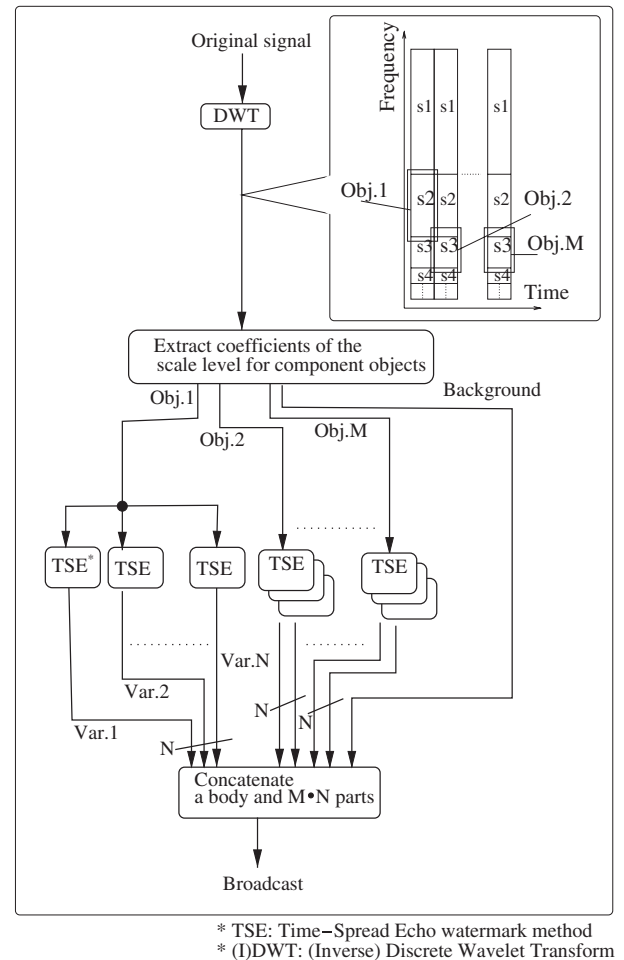 Original signal
DWT
Frequency
s1 s1 s1
Obj.1
s2 s2 s2
Obj.2
s3 s3 s3
Obj.M
s4 s4 s4
Time
Extract coefficients of the
scale level for component objects
Background
Obj.1
Obj.2
Obj.M
TSE*
TSE
TSE
TSE
TSE
Var.N
Var.2
Var.1
N
N
N
Concatenate
a body and M•N parts
Broadcast
* TSE: Time−Spread Echo watermark method
* (I)DWT: (Inverse) Discrete Wavelet Transform